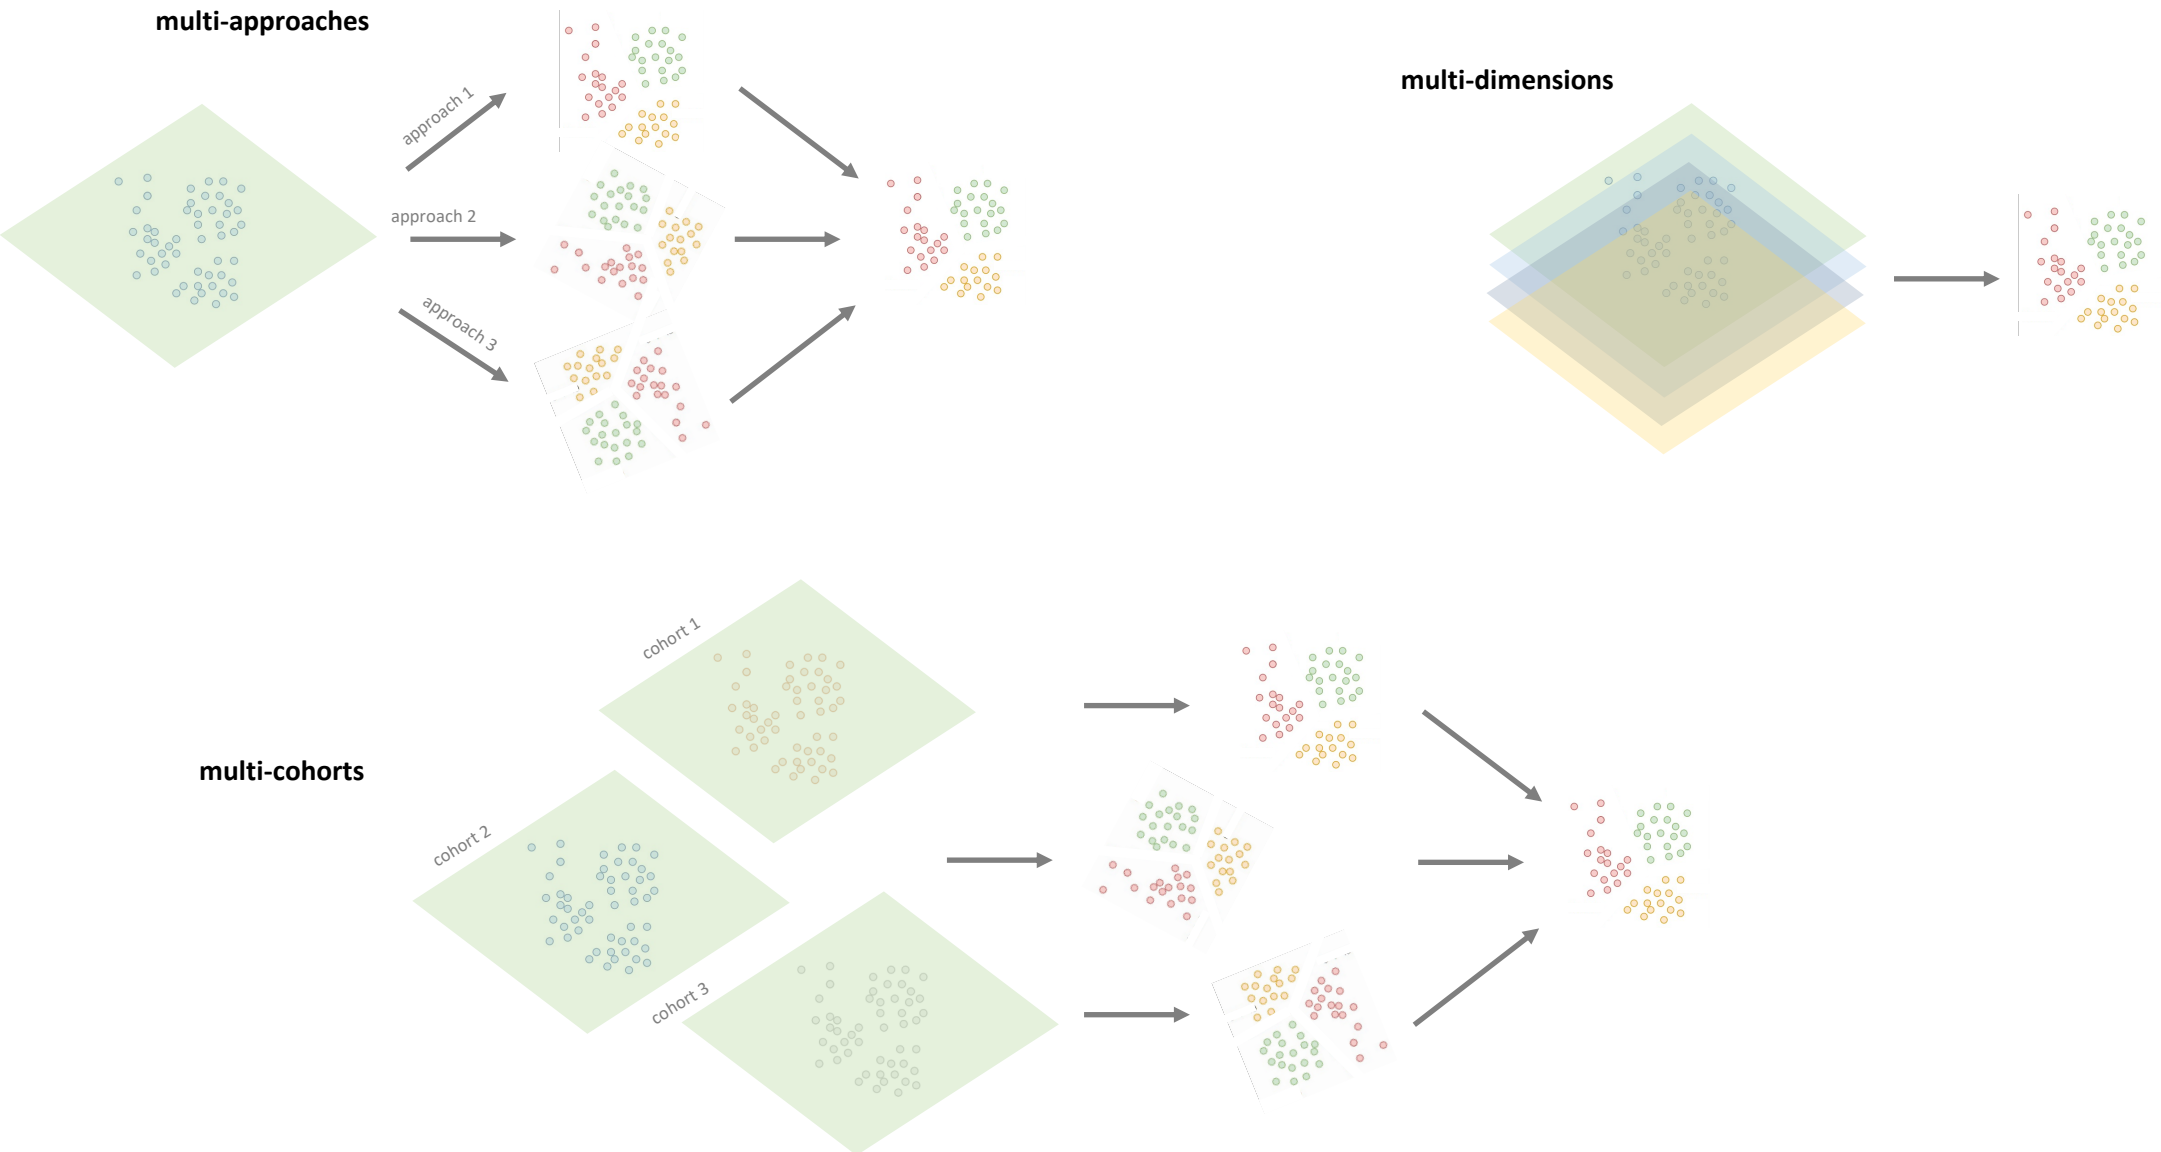 multi-approaches
approach 1
approach 2
approach 3
multi-dimensions
multi-cohorts
cohort 1
cohort 2
cohort 3